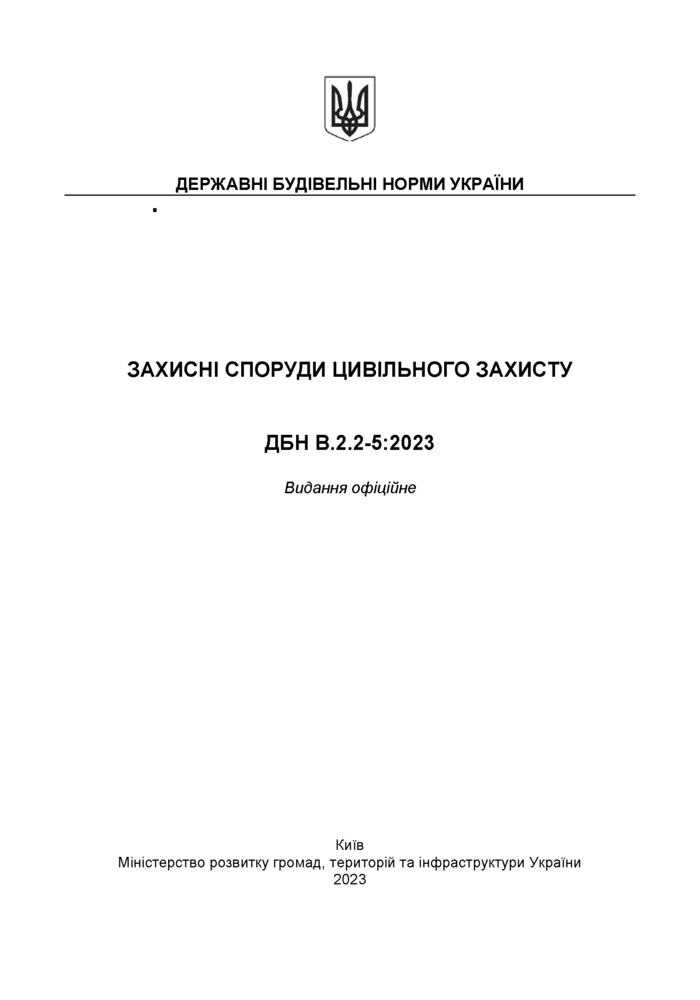 ДЕРЖАВНІ БУДІВЕЛЬНІ НОРМИ УКРАЇНИ
ЗАХИСНІ СПОРУДИ ЦИВІЛЬНОГО ЗАХИСТУ
ДБН В.2.2-5:2023
Видання офіційне
Київ
Міністерство розвитку громад, територій та інфраструктури України
2023